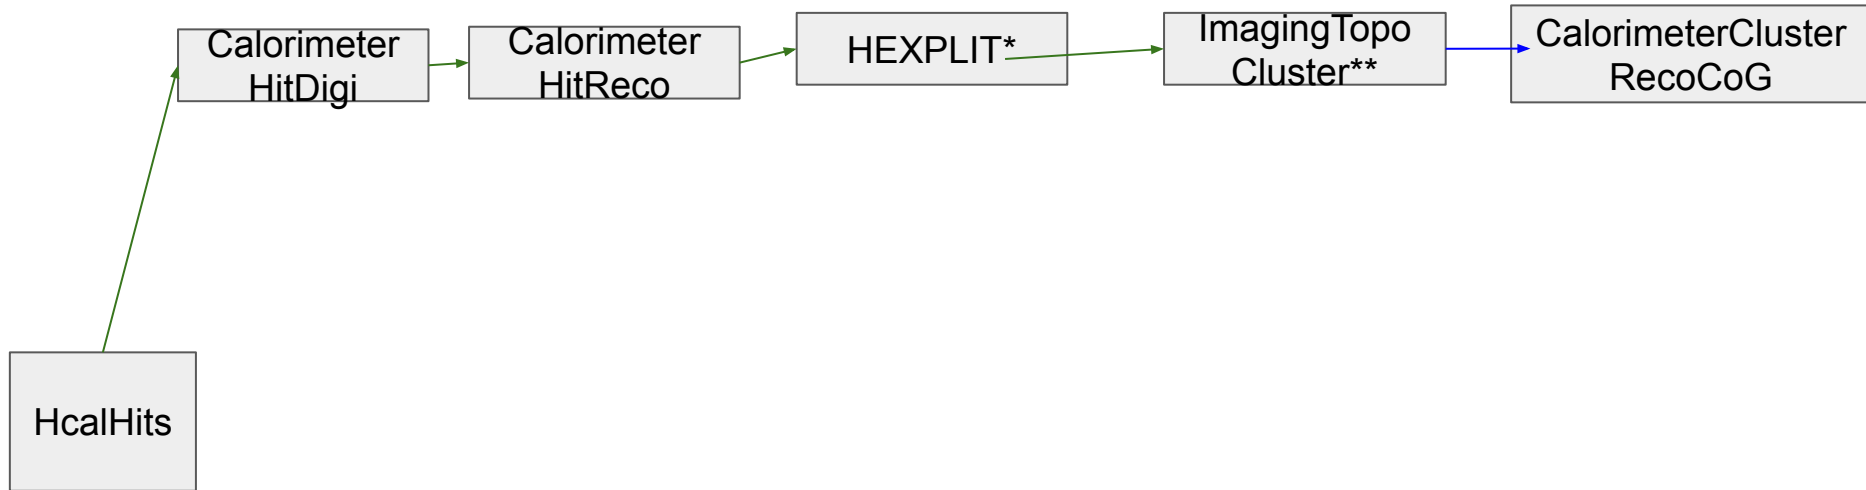 Calorimeter
HitDigi
Calorimeter
HitReco
HEXPLIT*
ImagingTopo
Cluster**
CalorimeterCluster
RecoCoG
HcalHits